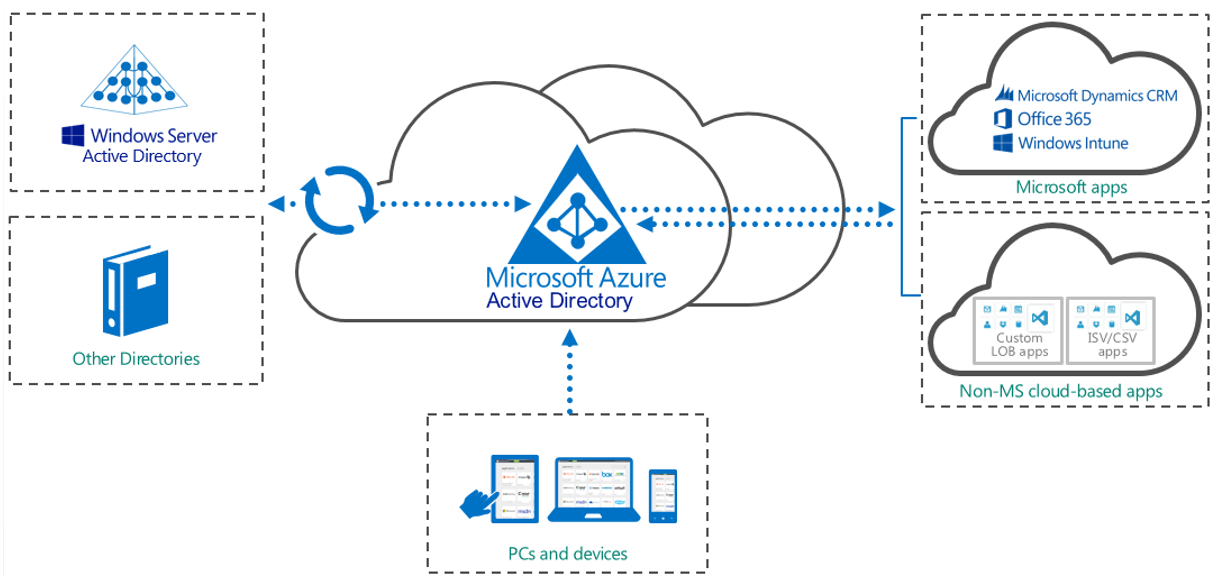 Windows Server
Active Directory
Other Directories
Microsoft Azure
Active Directory
PCs and devices
Microsoft Dynamics CRM
Office 365
Windows Intune
Microsoft apps
Custom
LOB apps
ISV/CSV
apps
Non-MS cloud-based apps